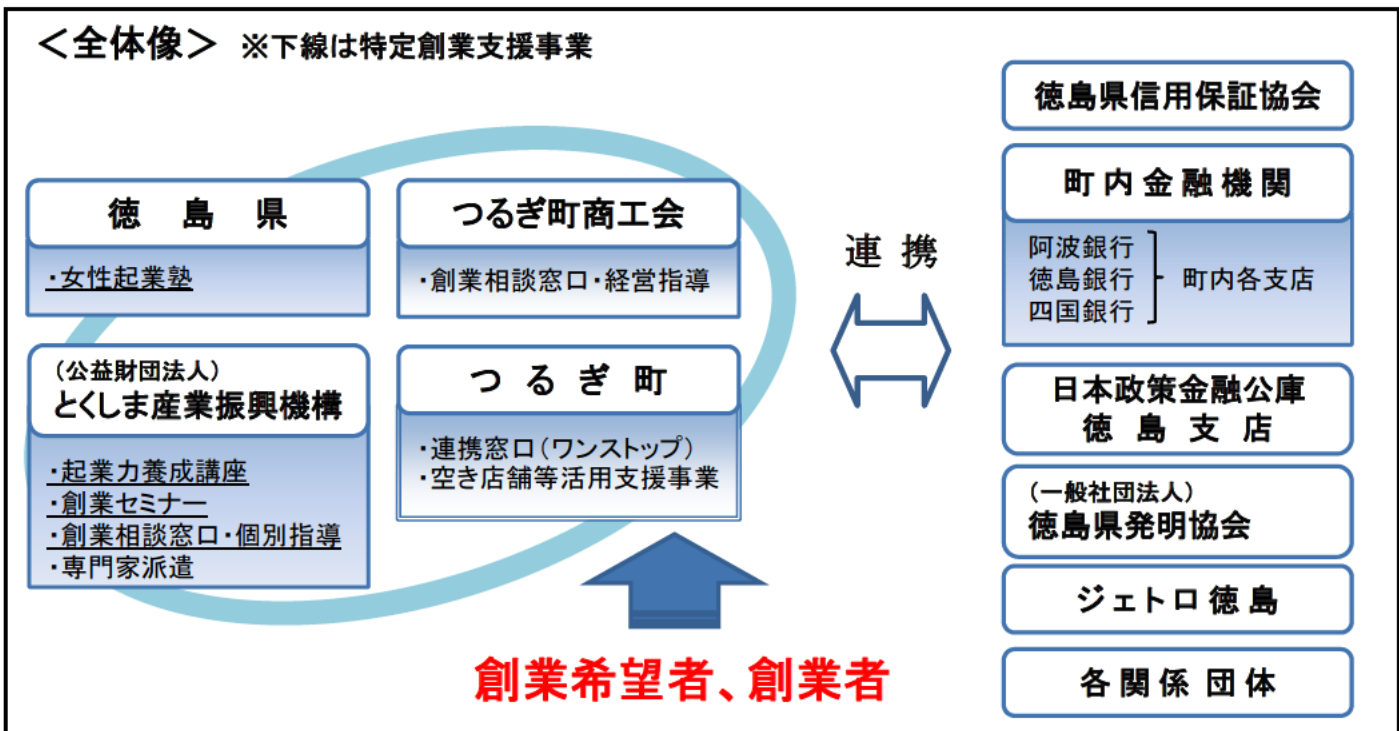 ＜全体像＞ ※下線は特定創業支援事業
徳島県
・女性起業塾
つるぎ町商工会
・創業相談窓口・経営指導
(公益財団法人)
とくしま産業振興機構
・起業力養成講座
・創業セミナー
・創業相談窓口・個別指導
・専門家派遣
つるぎ町
・連携窓口(ワンストップ)
・空き店舗等活用支援事業
創業希望者、創業者
連携
徳島県信用保証協会
町内金融機関
阿波銀行
徳島銀行
四国銀行
町内各支店
日本政策金融公庫
徳島支店
(一般社団法人)
徳島県発明協会
ジェトロ徳島
各関係団体